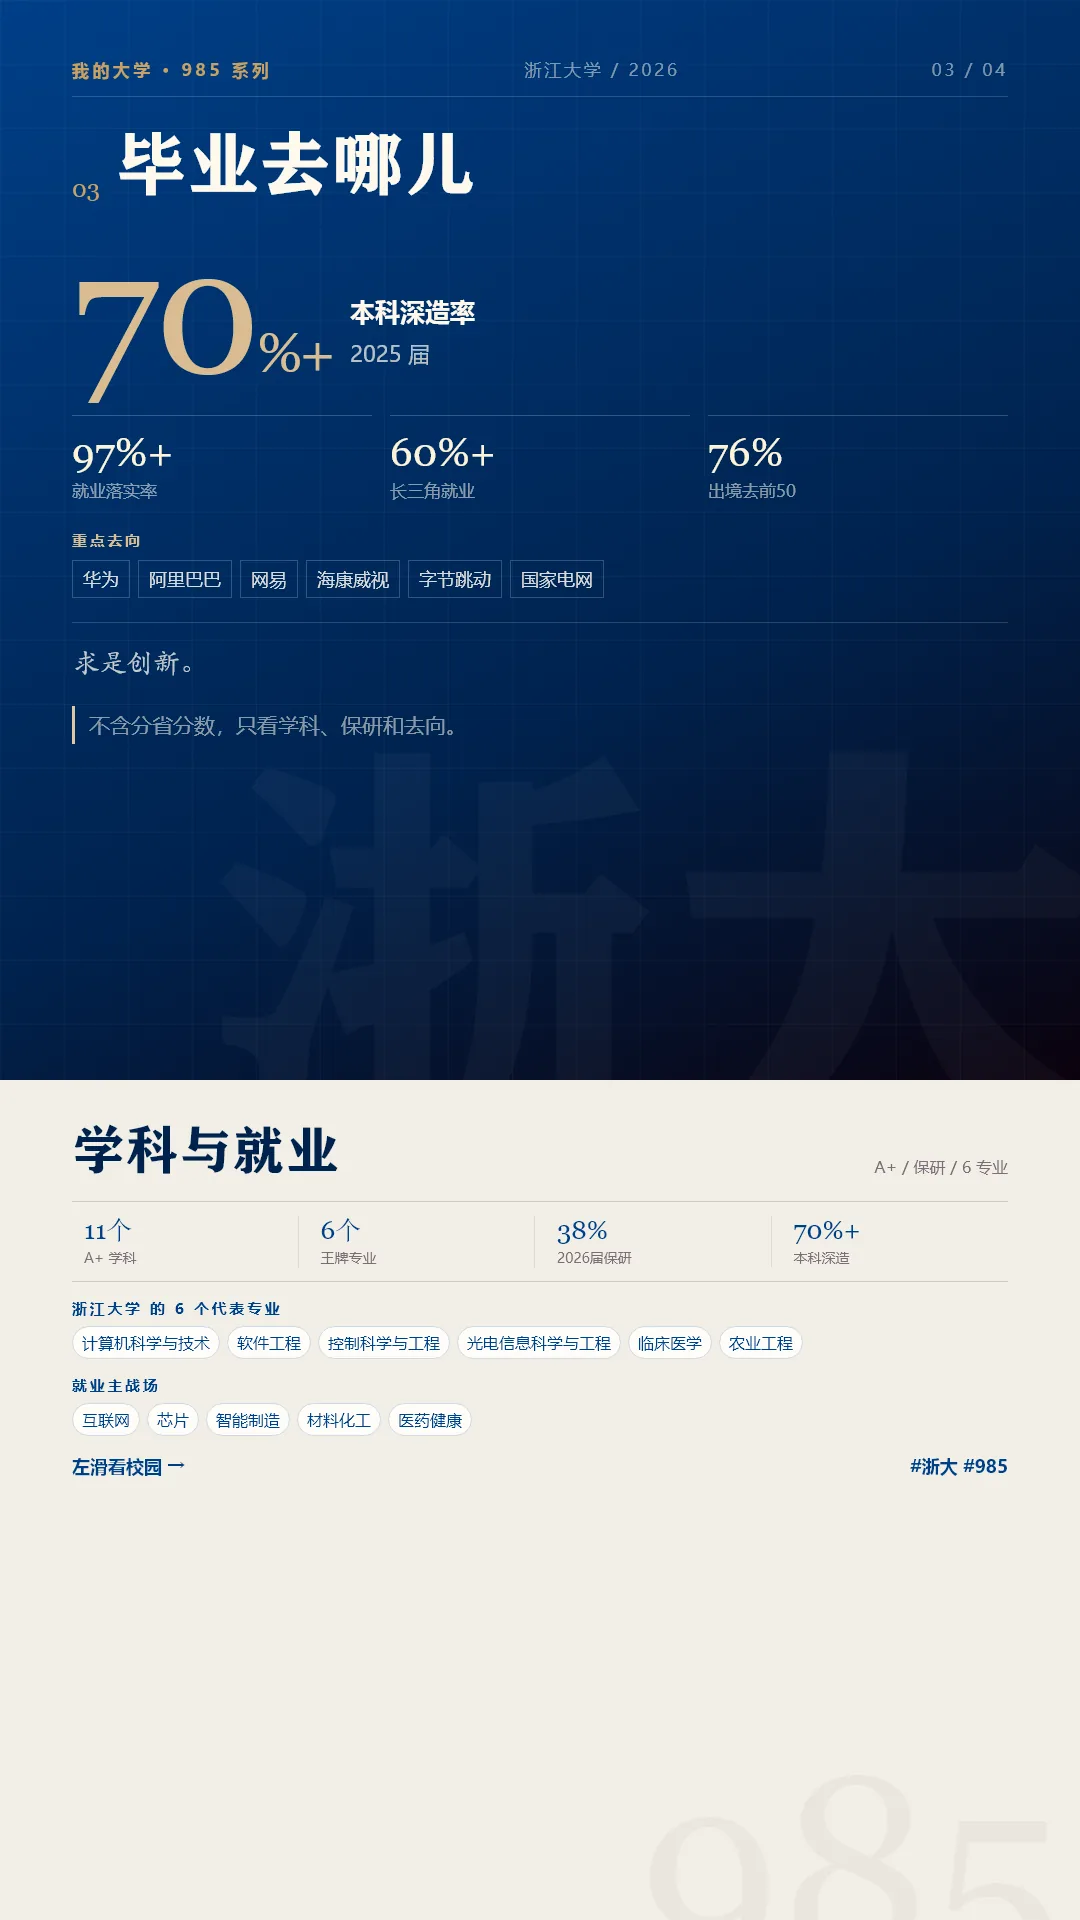 我的大学 · 985 系列
浙江大学 / 2026
03 / 04
03 毕业去哪儿
70%+
本科深造率
2025 届
97%+
就业落实率
60%+
长三角就业
76%
出境去前50
重点去向
华为 阿里巴巴 网易 海康威视 字节跳动 国家电网
求是创新。
不含分省分数，只看学科、保研和去向。
浙大
学科与就业
A+ / 保研 / 6 专业
11个
A+ 学科
6个
王牌专业
38%
2026届保研
70%+
本科深造
浙江大学 的 6 个代表专业
计算机科学与技术 软件工程 控制科学与工程 光电信息科学与工程 临床医学 农业工程
就业主战场
互联网 芯片 智能制造 材料化工 医药健康
左滑看校园 →
#浙大 #985
985